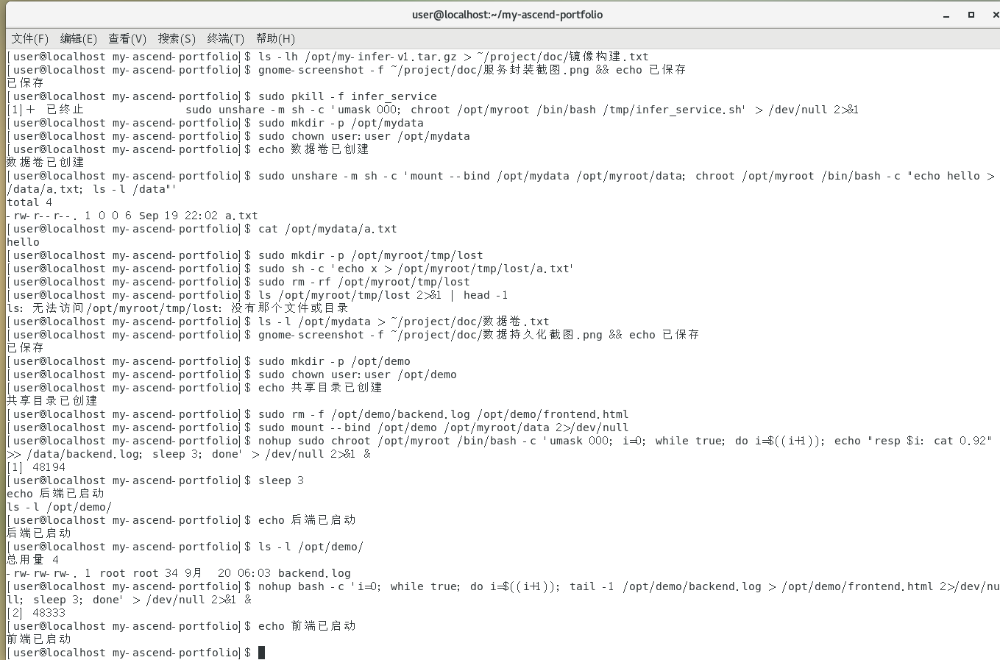 user@localhost:~/my-ascend-portfolio
文件(F) 编辑(E) 查看(V) 搜索(S) 终端(T) 帮助(H)
[user@localhost my-ascend-portfolio]$ ls -lh /opt/my-infer-v1.tar.gz > ~/project/doc/镜像构建.txt
[user@localhost my-ascend-portfolio]$ gnome-screenshot -f ~/project/doc/服务封装截图.png && echo 已保存
已保存
[user@localhost my-ascend-portfolio]$ sudo pkill -f infer_service
[1]+ 已终止 sudo unshare -m sh -c 'umask 000; chroot /opt/myroot /bin/bash /tmp/infer_service.sh' > /dev/null 2>&1
[user@localhost my-ascend-portfolio]$ sudo mkdir -p /opt/mydata
[user@localhost my-ascend-portfolio]$ sudo chown user:user /opt/mydata
[user@localhost my-ascend-portfolio]$ echo 数据卷已创建
数据卷已创建
[user@localhost my-ascend-portfolio]$ sudo unshare -m sh -c 'mount --bind /opt/mydata /opt/myroot/data; chroot /opt/myroot /bin/bash -c "echo hello >
/data/a.txt; ls -l /data"'
total 4
-rw-r--r--. 1 0 0 6 Sep 19 22:02 a.txt
[user@localhost my-ascend-portfolio]$ cat /opt/mydata/a.txt
hello
[user@localhost my-ascend-portfolio]$ sudo mkdir -p /opt/myroot/tmp/lost
[user@localhost my-ascend-portfolio]$ sudo sh -c 'echo x > /opt/myroot/tmp/lost/a.txt'
[user@localhost my-ascend-portfolio]$ sudo rm -rf /opt/myroot/tmp/lost
[user@localhost my-ascend-portfolio]$ ls /opt/myroot/tmp/lost 2>&1 | head -1
ls: 无法访问/opt/myroot/tmp/lost: 没有那个文件或目录
[user@localhost my-ascend-portfolio]$ ls -l /opt/mydata > ~/project/doc/数据卷.txt
[user@localhost my-ascend-portfolio]$ gnome-screenshot -f ~/project/doc/数据持久化截图.png && echo 已保存
已保存
[user@localhost my-ascend-portfolio]$ sudo mkdir -p /opt/demo
[user@localhost my-ascend-portfolio]$ sudo chown user:user /opt/demo
[user@localhost my-ascend-portfolio]$ echo 共享目录已创建
共享目录已创建
[user@localhost my-ascend-portfolio]$ sudo rm -f /opt/demo/backend.log /opt/demo/frontend.html
[user@localhost my-ascend-portfolio]$ sudo mount --bind /opt/demo /opt/myroot/data 2>/dev/null
[user@localhost my-ascend-portfolio]$ nohup sudo chroot /opt/myroot /bin/bash -c 'umask 000; i=0; while true; do i=$((i+1)); echo "resp $i: cat 0.92"
>> /data/backend.log; sleep 3; done' > /dev/null 2>&1 &
[1] 48194
[user@localhost my-ascend-portfolio]$ sleep 3
echo 后端已启动
ls -l /opt/demo/
[user@localhost my-ascend-portfolio]$ echo 后端已启动
后端已启动
[user@localhost my-ascend-portfolio]$ ls -l /opt/demo/
总用量 4
-rw-rw-rw-. 1 root root 34 9月 20 06:03 backend.log
[user@localhost my-ascend-portfolio]$ nohup bash -c 'i=0; while true; do i=$((i+1)); tail -1 /opt/demo/backend.log > /opt/demo/frontend.html 2>/dev/nu
ll; sleep 3; done' > /dev/null 2>&1 &
[2] 48333
[user@localhost my-ascend-portfolio]$ echo 前端已启动
前端已启动
[user@localhost my-ascend-portfolio]$